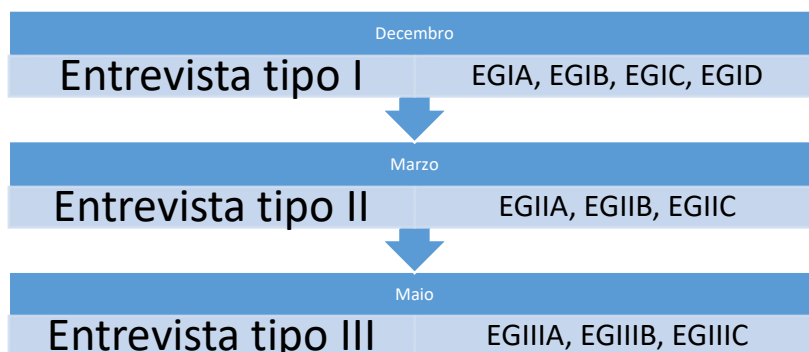 Decembro
Entrevista tipo I
EGIA, EGIB, EGIC, EGID
Marzo
Entrevista tipo II
EGIIA, EGIIB, EGIIC
Maio
Entrevista tipo III
EGIIIA, EGIIIB, EGIIIC